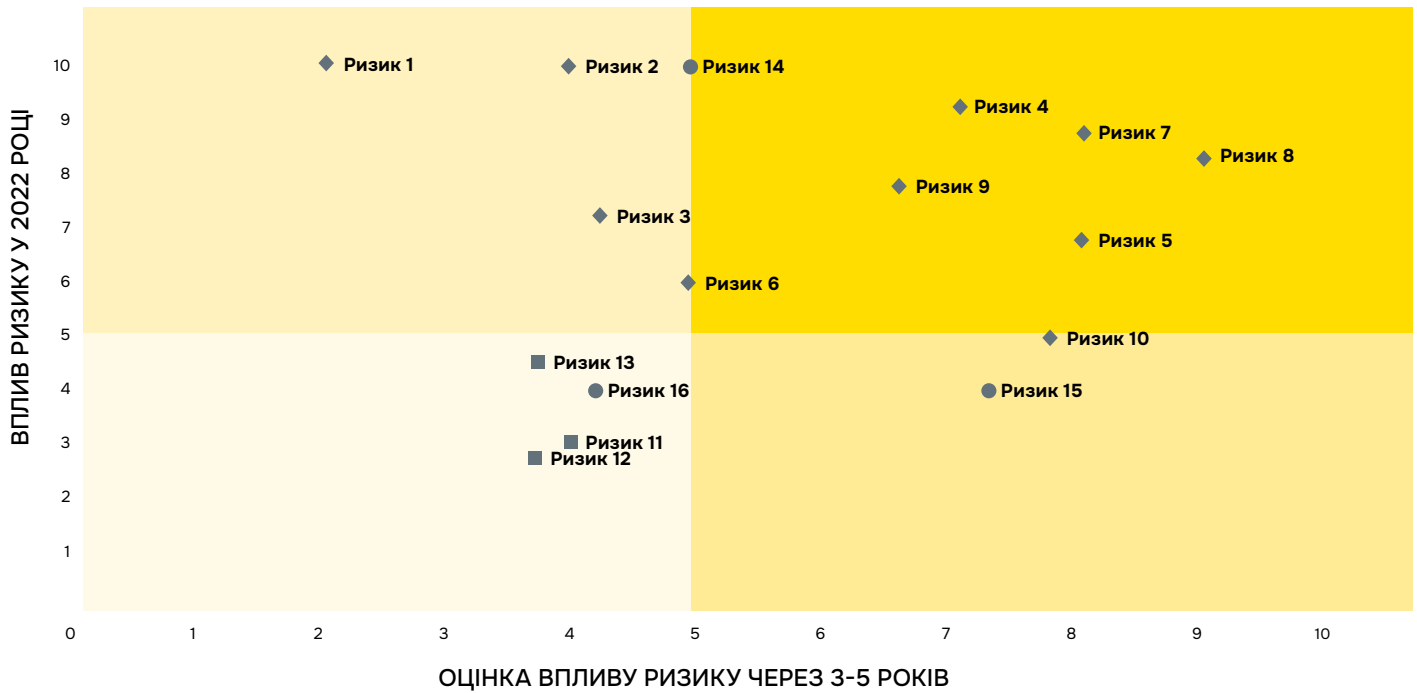 ВПЛИВ РИЗИКУ У 2022 РОЦІ
10
9
8
7
6
5
4
3
2
1
Ризик 1
Ризик 2
Ризик 14
Ризик 4
Ризик 7
Ризик 8
Ризик 9
Ризик 3
Ризик 5
Ризик 6
Ризик 10
Ризик 13
Ризик 16
Ризик 15
Ризик 11
Ризик 12
0 1 2 3 4 5 6 7 8 9 10
ОЦІНКА ВПЛИВУ РИЗИКУ ЧЕРЕЗ 3-5 РОКІВ